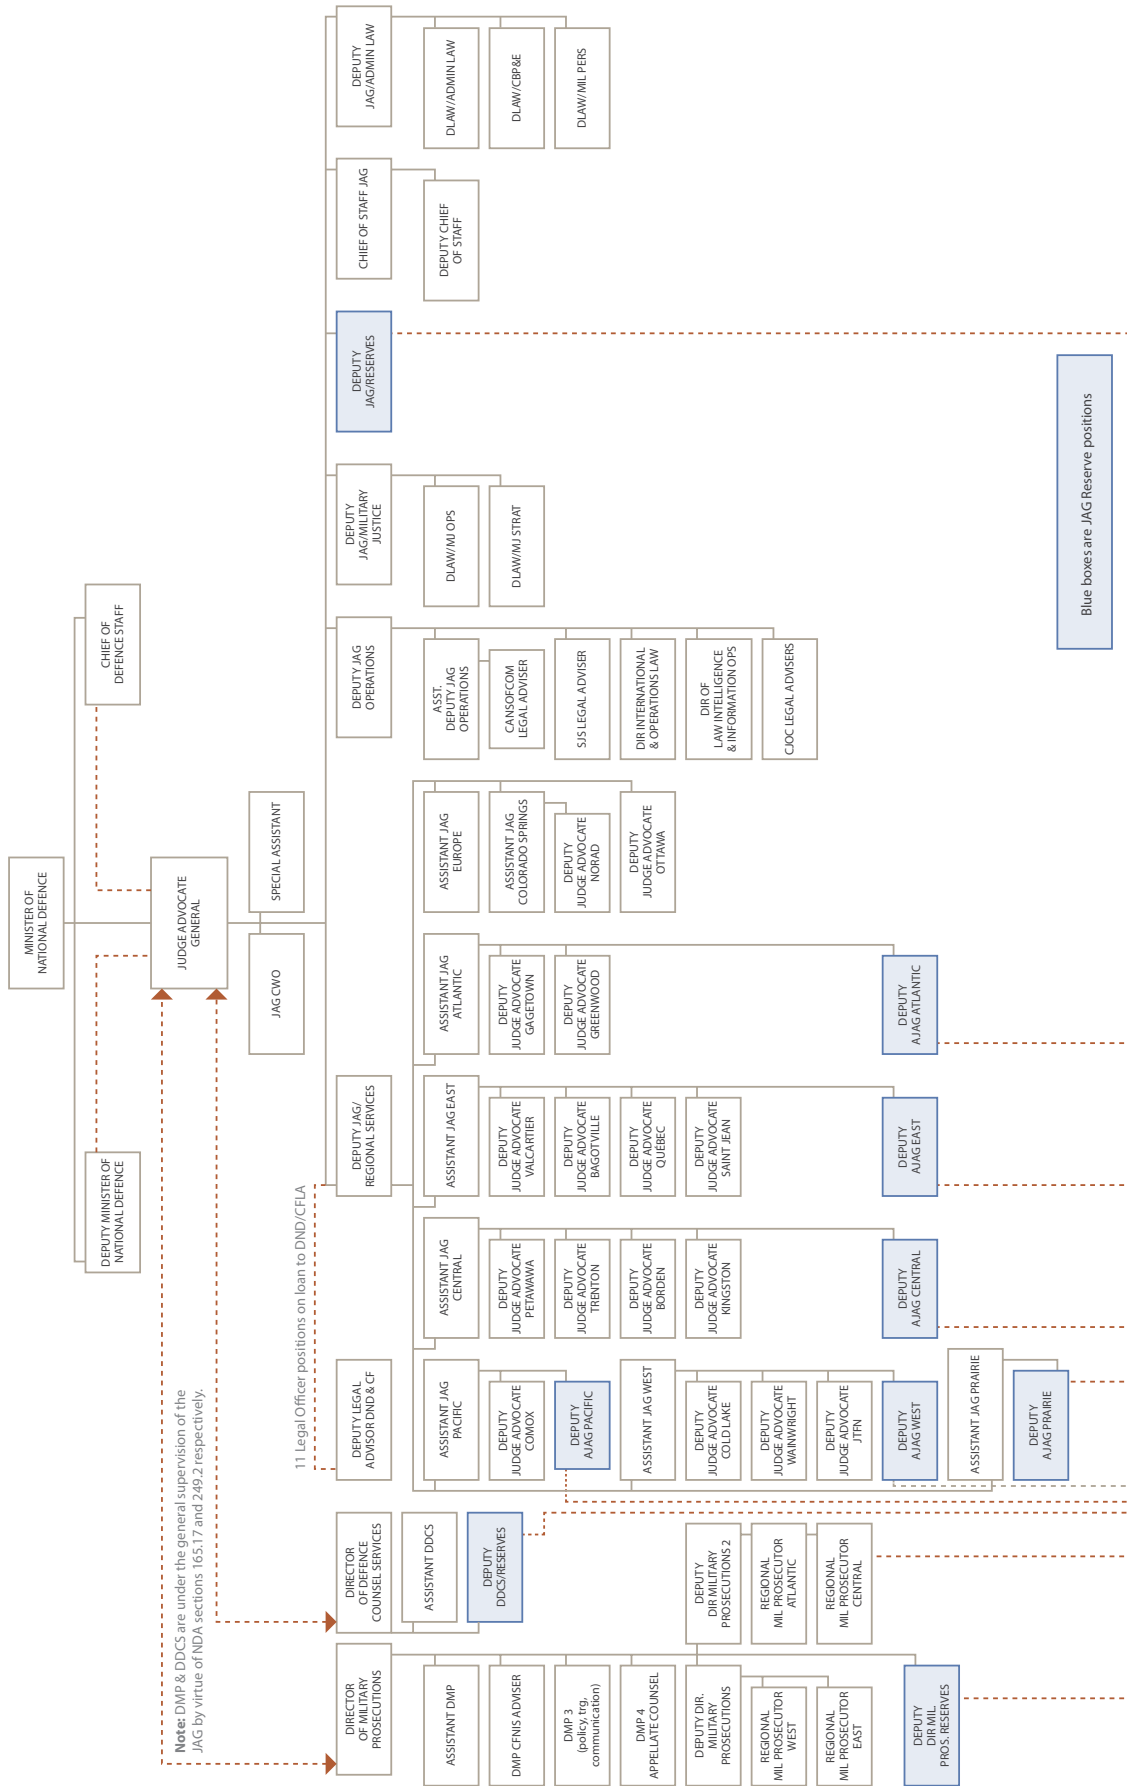 MINISTER OF
NATIONAL DEFENCE
DEPUTY MINISTER OF
NATIONAL DEFENCE
CHIEF OF
DEFENCE STAFF
JUDGE ADVOCATE
GENERAL
Note: DMP & DDCS are under the general supervision of the
JAG by virtue of NDA sections 165.17 and 249.2 respectively.
JAG CWO
SPECIAL ASSISTANT
11 Legal Officer positions on loan to DND/CFLA
DIRECTOR
OF MILITARY
PROSECUTIONS
DIRECTOR
OF DEFENCE
COUNSEL SERVICES
DEPUTY LEGAL
ADVISOR DND & CF
DEPUTY JAG/
REGIONAL SERVICES
DEPUTY JAG
OPERATIONS
DEPUTY
JAG/MILITARY
JUSTICE
DEPUTY
JAG/RESERVES
CHIEF OF STAFF JAG
DEPUTY
JAG/ADMIN LAW
ASSISTANT DMP
DMP CFNIS ADVISER
DMP 3
(policy, trg,
communication)
DMP 4
APPELLATE COUNSEL
DEPUTY DIR.
MILITARY
PROSECUTIONS
REGIONAL
MIL PROSECUTOR
WEST
REGIONAL
MIL PROSECUTOR
EAST
DEPUTY
DIR MIL.
PROS. RESERVES
ASSISTANT DDCS
DEPUTY
DDCS/RESERVES
DEPUTY
DIR MILITARY
PROSECUTIONS 2
REGIONAL
MIL PROSECUTOR
ATLANTIC
REGIONAL
MIL PROSECUTOR
CENTRAL
ASSISTANT JAG
PACIFIC
DEPUTY
JUDGE ADVOCATE
COMOX
DEPUTY
AJAG PACIFIC
ASSISTANT JAG WEST
DEPUTY
JUDGE ADVOCATE
COLD LAKE
DEPUTY
JUDGE ADVOCATE
WAINWRIGHT
DEPUTY
JUDGE ADVOCATE
JTFN
DEPUTY
AJAG WEST
ASSISTANT JAG PRAIRIE
DEPUTY
AJAG PRAIRIE
ASSISTANT JAG
CENTRAL
DEPUTY
JUDGE ADVOCATE
PETAWAWA
DEPUTY
JUDGE ADVOCATE
TRENTON
DEPUTY
JUDGE ADVOCATE
BORDEN
DEPUTY
JUDGE ADVOCATE
KINGSTON
DEPUTY
AJAG CENTRAL
ASSISTANT JAG EAST
DEPUTY
JUDGE ADVOCATE
VALCARTIER
DEPUTY
JUDGE ADVOCATE
BAGOTVILLE
DEPUTY
JUDGE ADVOCATE
QUÉBEC
DEPUTY
JUDGE ADVOCATE
SAINT JEAN
DEPUTY
AJAG EAST
ASSISTANT JAG
ATLANTIC
DEPUTY
JUDGE ADVOCATE
GAGETOWN
DEPUTY
JUDGE ADVOCATE
GREENWOOD
DEPUTY
AJAG ATLANTIC
ASSISTANT JAG
EUROPE
ASSISTANT JAG
COLORADO SPRINGS
DEPUTY
JUDGE ADVOCATE
NORAD
DEPUTY
JUDGE ADVOCATE
OTTAWA
ASST.
DEPUTY JAG
OPERATIONS
CANSOFCOM
LEGAL ADVISER
SJS LEGAL ADVISER
DIR INTERNATIONAL
& OPERATIONS LAW
DIR OF
LAW INTELLIGENCE
& INFORMATION OPS
CJOC LEGAL ADVISERS
DLAW/MJ OPS
DLAW/MJ STRAT
DEPUTY CHIEF
OF STAFF
DLAW/ADMIN LAW
DLAW/CBP&E
DLAW/MIL PERS
Blue boxes are JAG Reserve positions